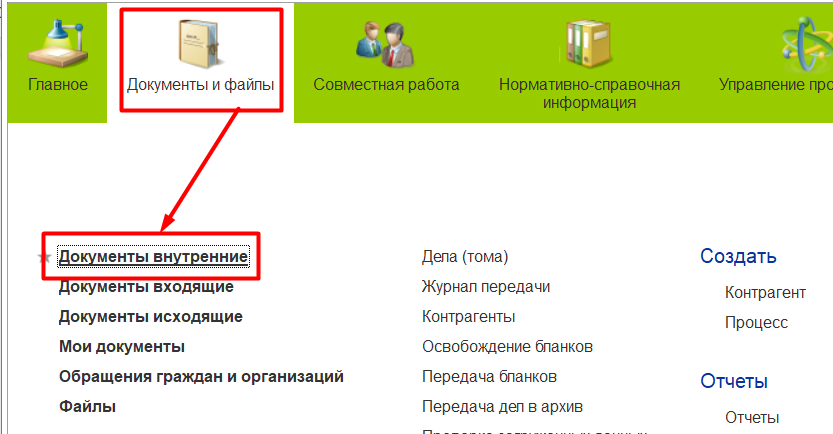 Главное
Документы и файлы
Совместная работа
Нормативно-справочная
информация
Управление про
Документы внутренние
Документы входящие
Документы исходящие
Мои документы
Обращения граждан и организаций
Файлы
Дела (тома)
Журнал передачи
Контрагенты
Освобождение бланков
Передача бланков
Передача дел в архив
Создать
Контрагент
Процесс
Отчеты
Отчеты